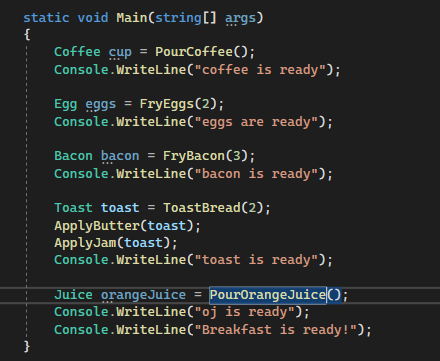 static void Main(string[] args)
{
Coffee cup = PourCoffee();
Console.WriteLine("coffee is ready");
Egg eggs = FryEggs(2);
Console.WriteLine("eggs are ready");
Bacon bacon = FryBacon(3);
Console.WriteLine("bacon is ready");
Toast toast = ToastBread(2);
ApplyButter(toast);
ApplyJam(toast);
Console.WriteLine("toast is ready");
Juice orangeJuice = PourOrangeJuice();
Console.WriteLine("oj is ready");
Console.WriteLine("Breakfast is ready!");
}